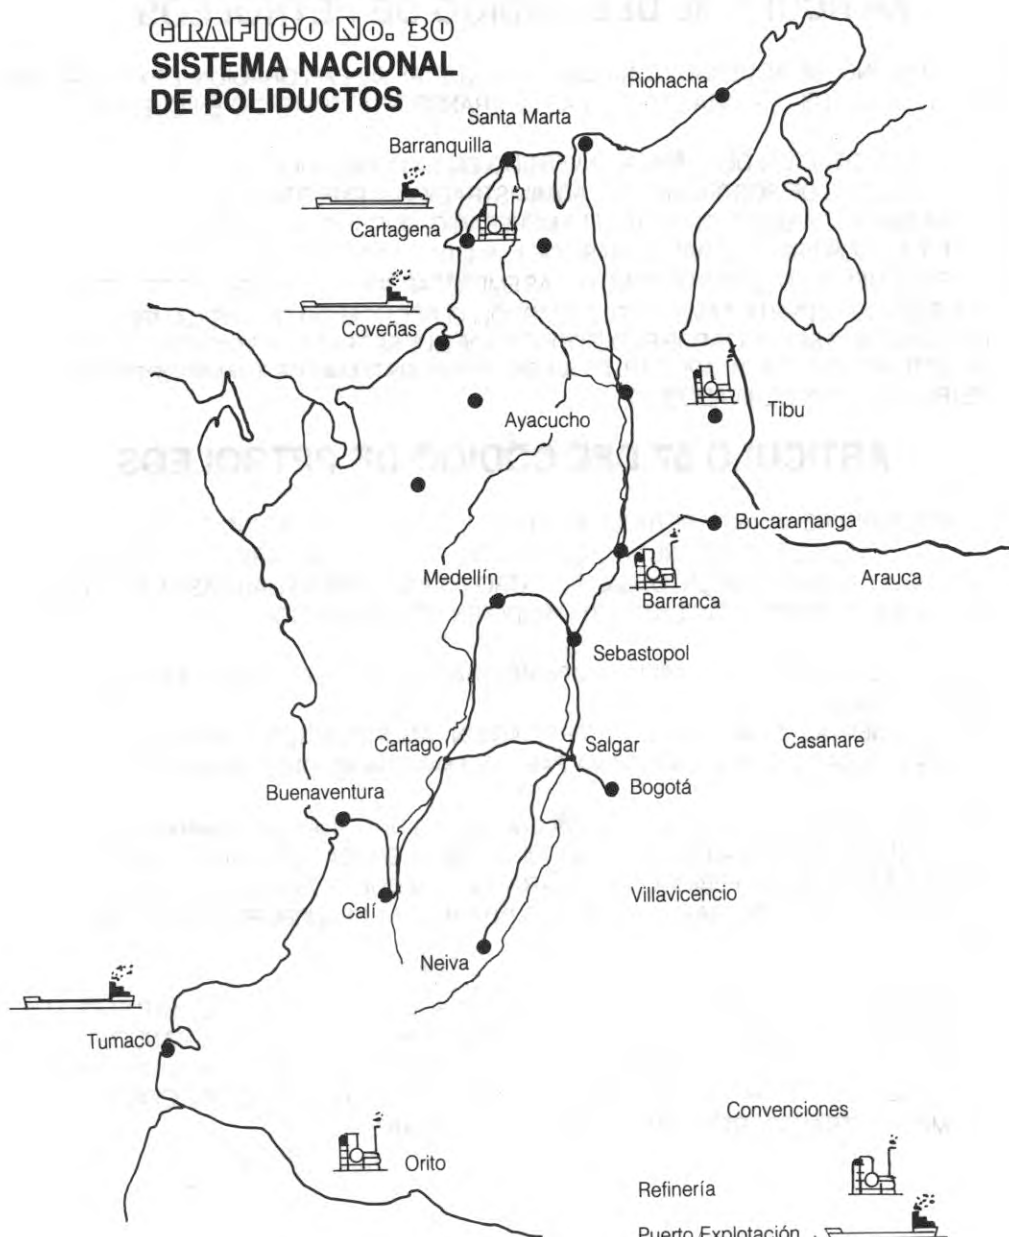 GRAFICO No. 30
SISTEMA NACIONAL
DE POLIDUCTOS
Riohacha
Santa Marta
Barranquilla
Cartagena
Coveñas
Ayacucho
Tibu
Bucaramanga
Arauca
Medellín
Barranca
Sebastopol
Cartago
Salgar
Casanare
Buenaventura
Bogotá
Villavicencio
Calí
Neiva
Tumaco
Convenciones
Orito
Refinería
Puerto Explotación